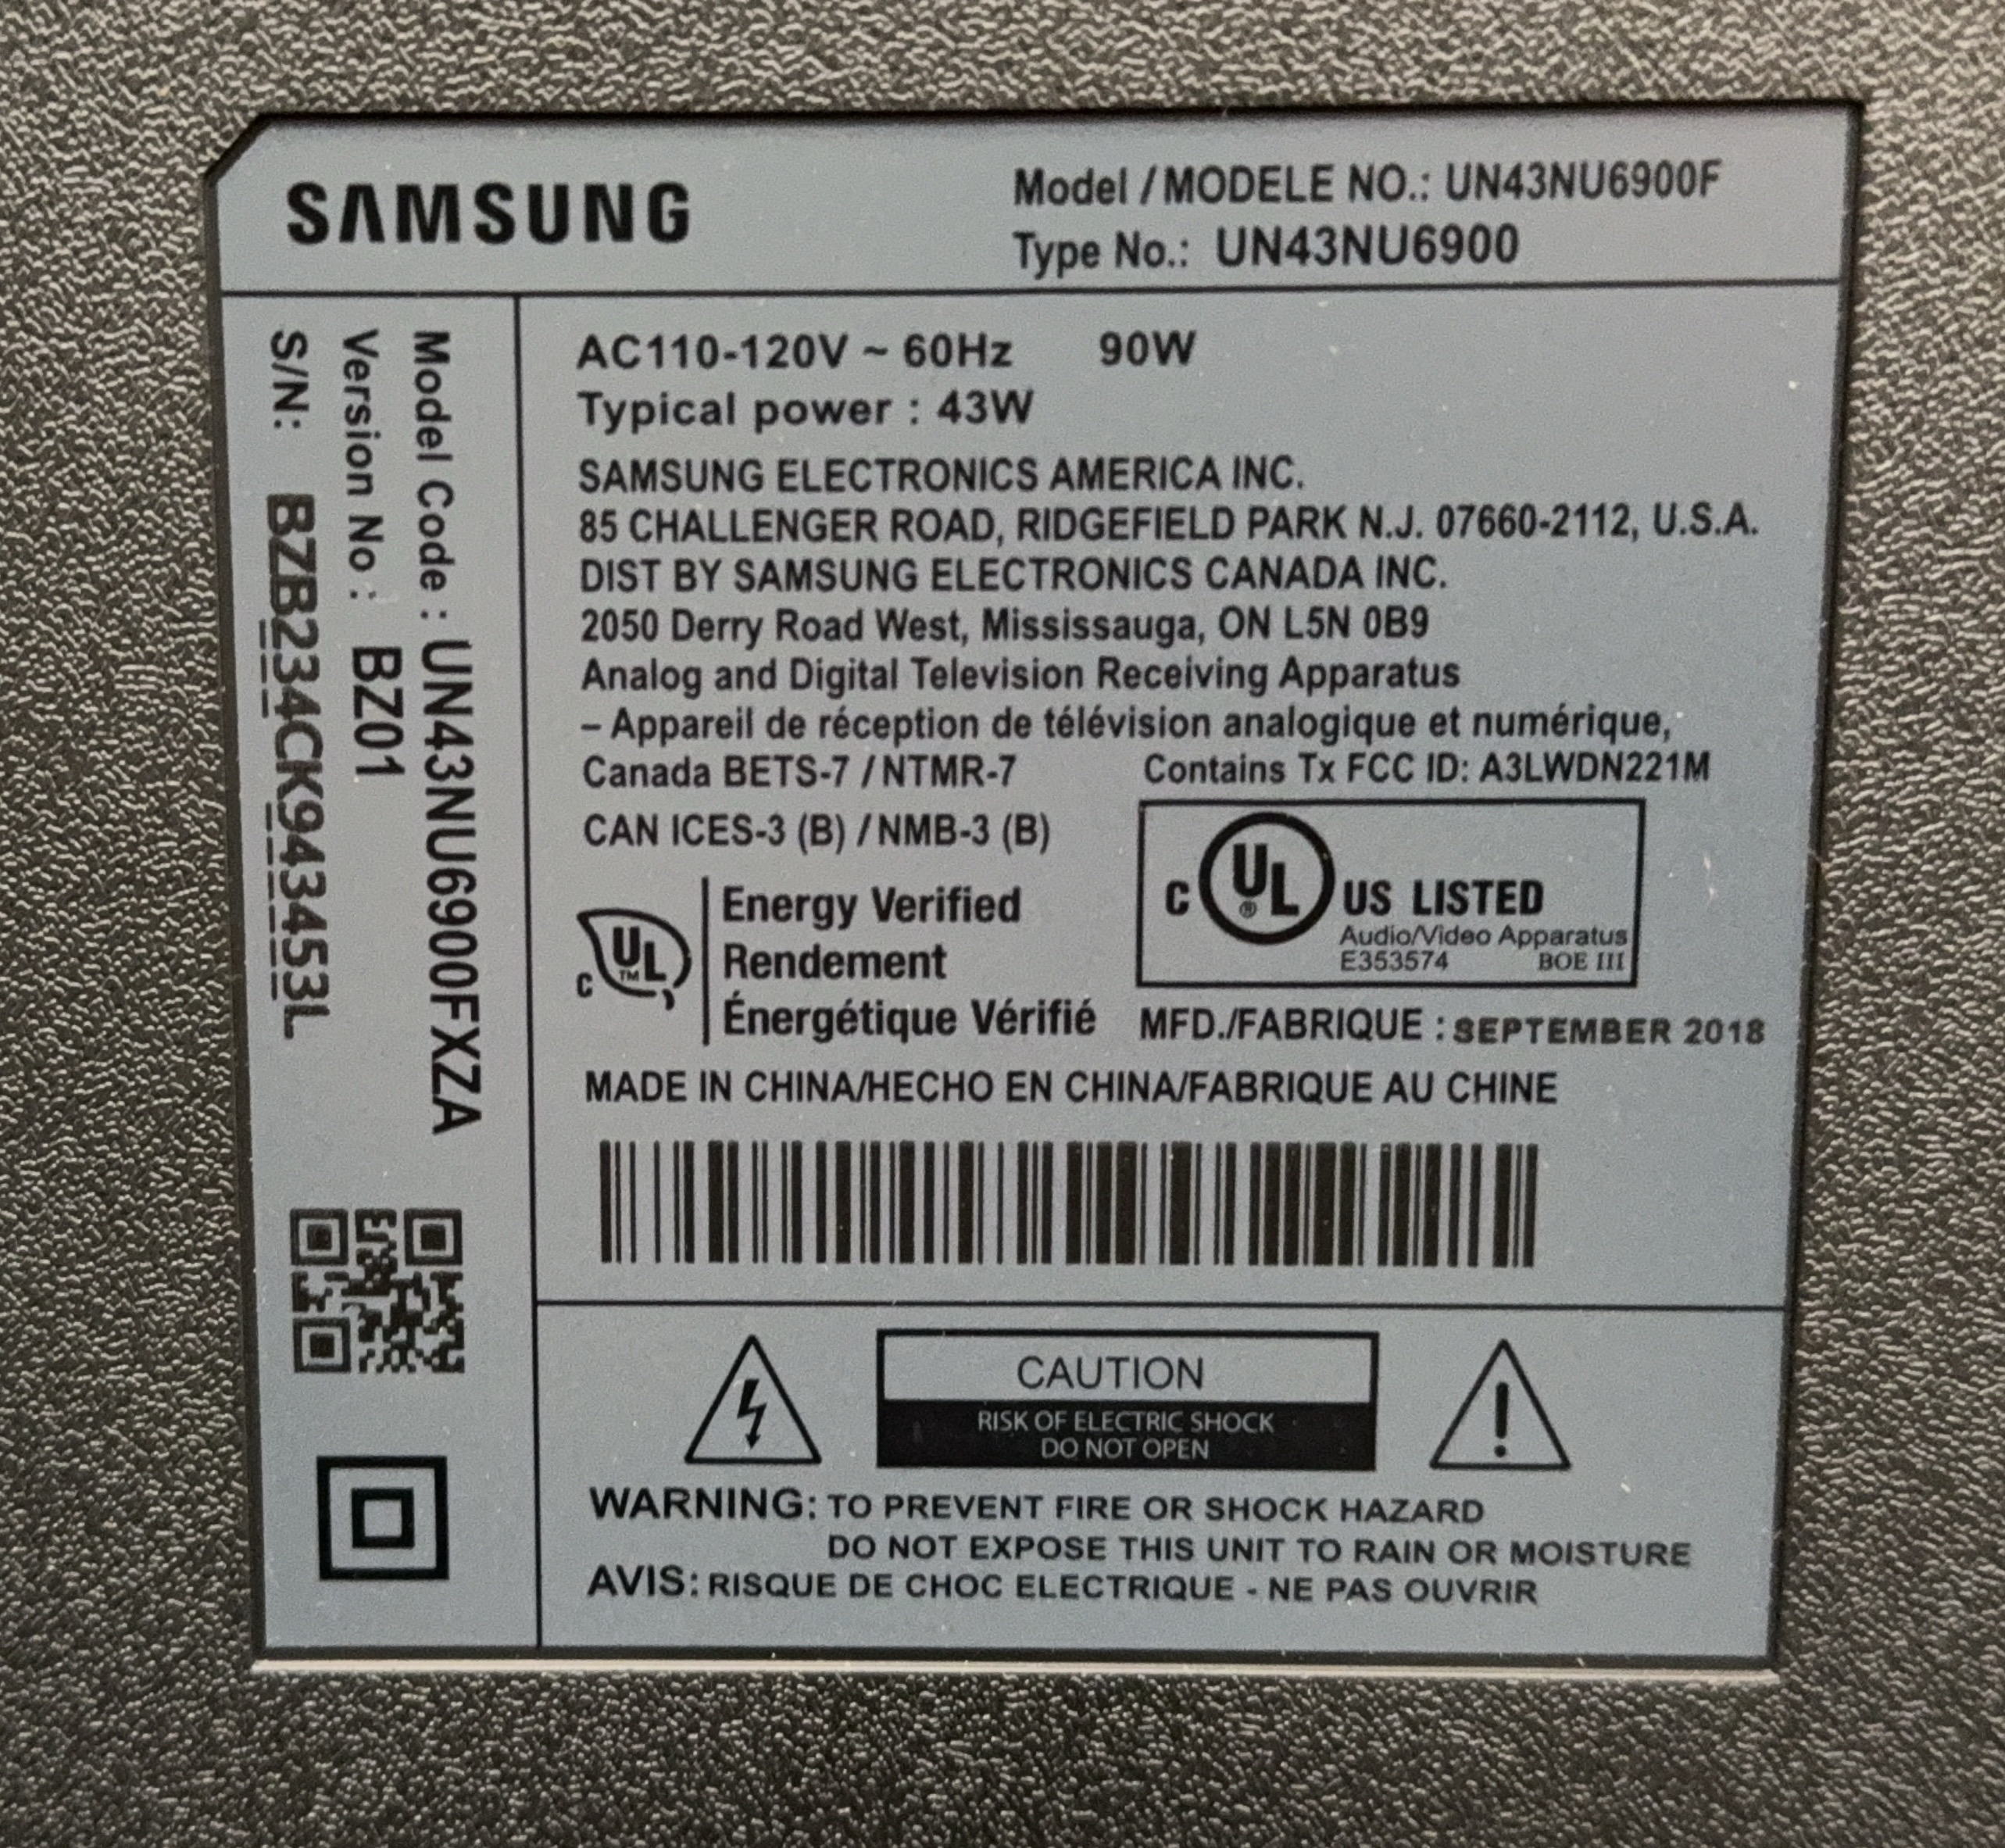 SAMSUNG
Model / MODELE NO.: UN43NU6900F
Type No.: UN43NU6900
Model Code : UN43NU6900FXZA
Version No : BZ01
S/N: BZB234CK943453L
AC110-120V ~ 60Hz 90W
Typical power : 43W
SAMSUNG ELECTRONICS AMERICA INC.
85 CHALLENGER ROAD, RIDGEFIELD PARK N.J. 07660-2112, U.S.A.
DIST BY SAMSUNG ELECTRONICS CANADA INC.
2050 Derry Road West, Mississauga, ON L5N 0B9
Analog and Digital Television Receiving Apparatus
– Appareil de réception de télévision analogique et numérique,
Canada BETS-7 / NTMR-7
Contains Tx FCC ID: A3LWDN221M
CAN ICES-3 (B) / NMB-3 (B)
C UL ® US LISTED
Audio/Video Apparatus
E353574 BOE III
C UL ™
Energy Verified
Rendement
Énergétique Vérifié
MFD./FABRIQUE : SEPTEMBER 2018
MADE IN CHINA/HECHO EN CHINA/FABRIQUE AU CHINE
CAUTION
RISK OF ELECTRIC SHOCK
DO NOT OPEN
WARNING: TO PREVENT FIRE OR SHOCK HAZARD
DO NOT EXPOSE THIS UNIT TO RAIN OR MOISTURE
AVIS: RISQUE DE CHOC ELECTRIQUE - NE PAS OUVRIR